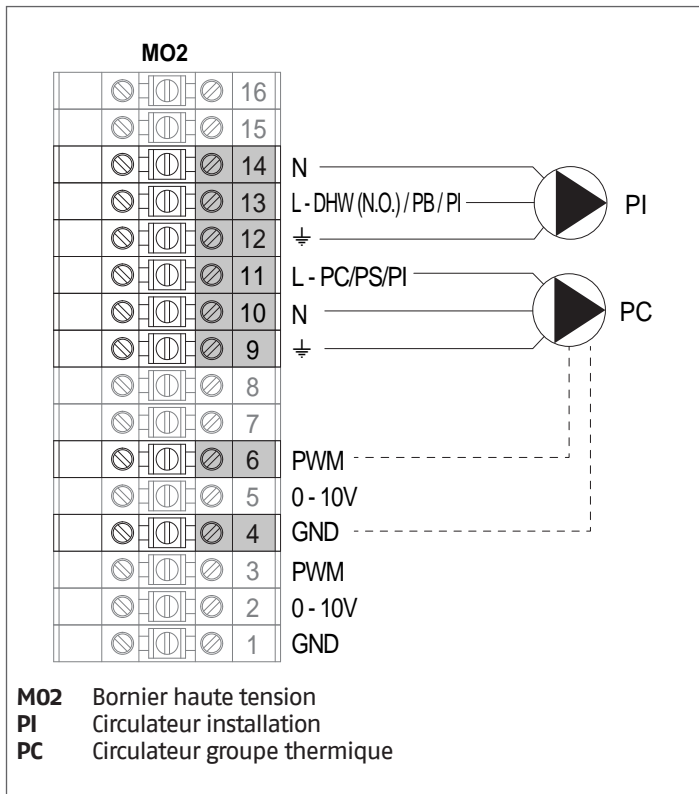 MO2
16
15
14 N
13 L - DHW (N.O.) / PB / PI PI
12 ⏚
11 L - PC/PS/PI
10 N PC
9 ⏚
8
7
6 PWM
5 0 - 10V
4 GND
3 PWM
2 0 - 10V
1 GND
MO2 Bornier haute tension
PI Circulateur installation
PC Circulateur groupe thermique